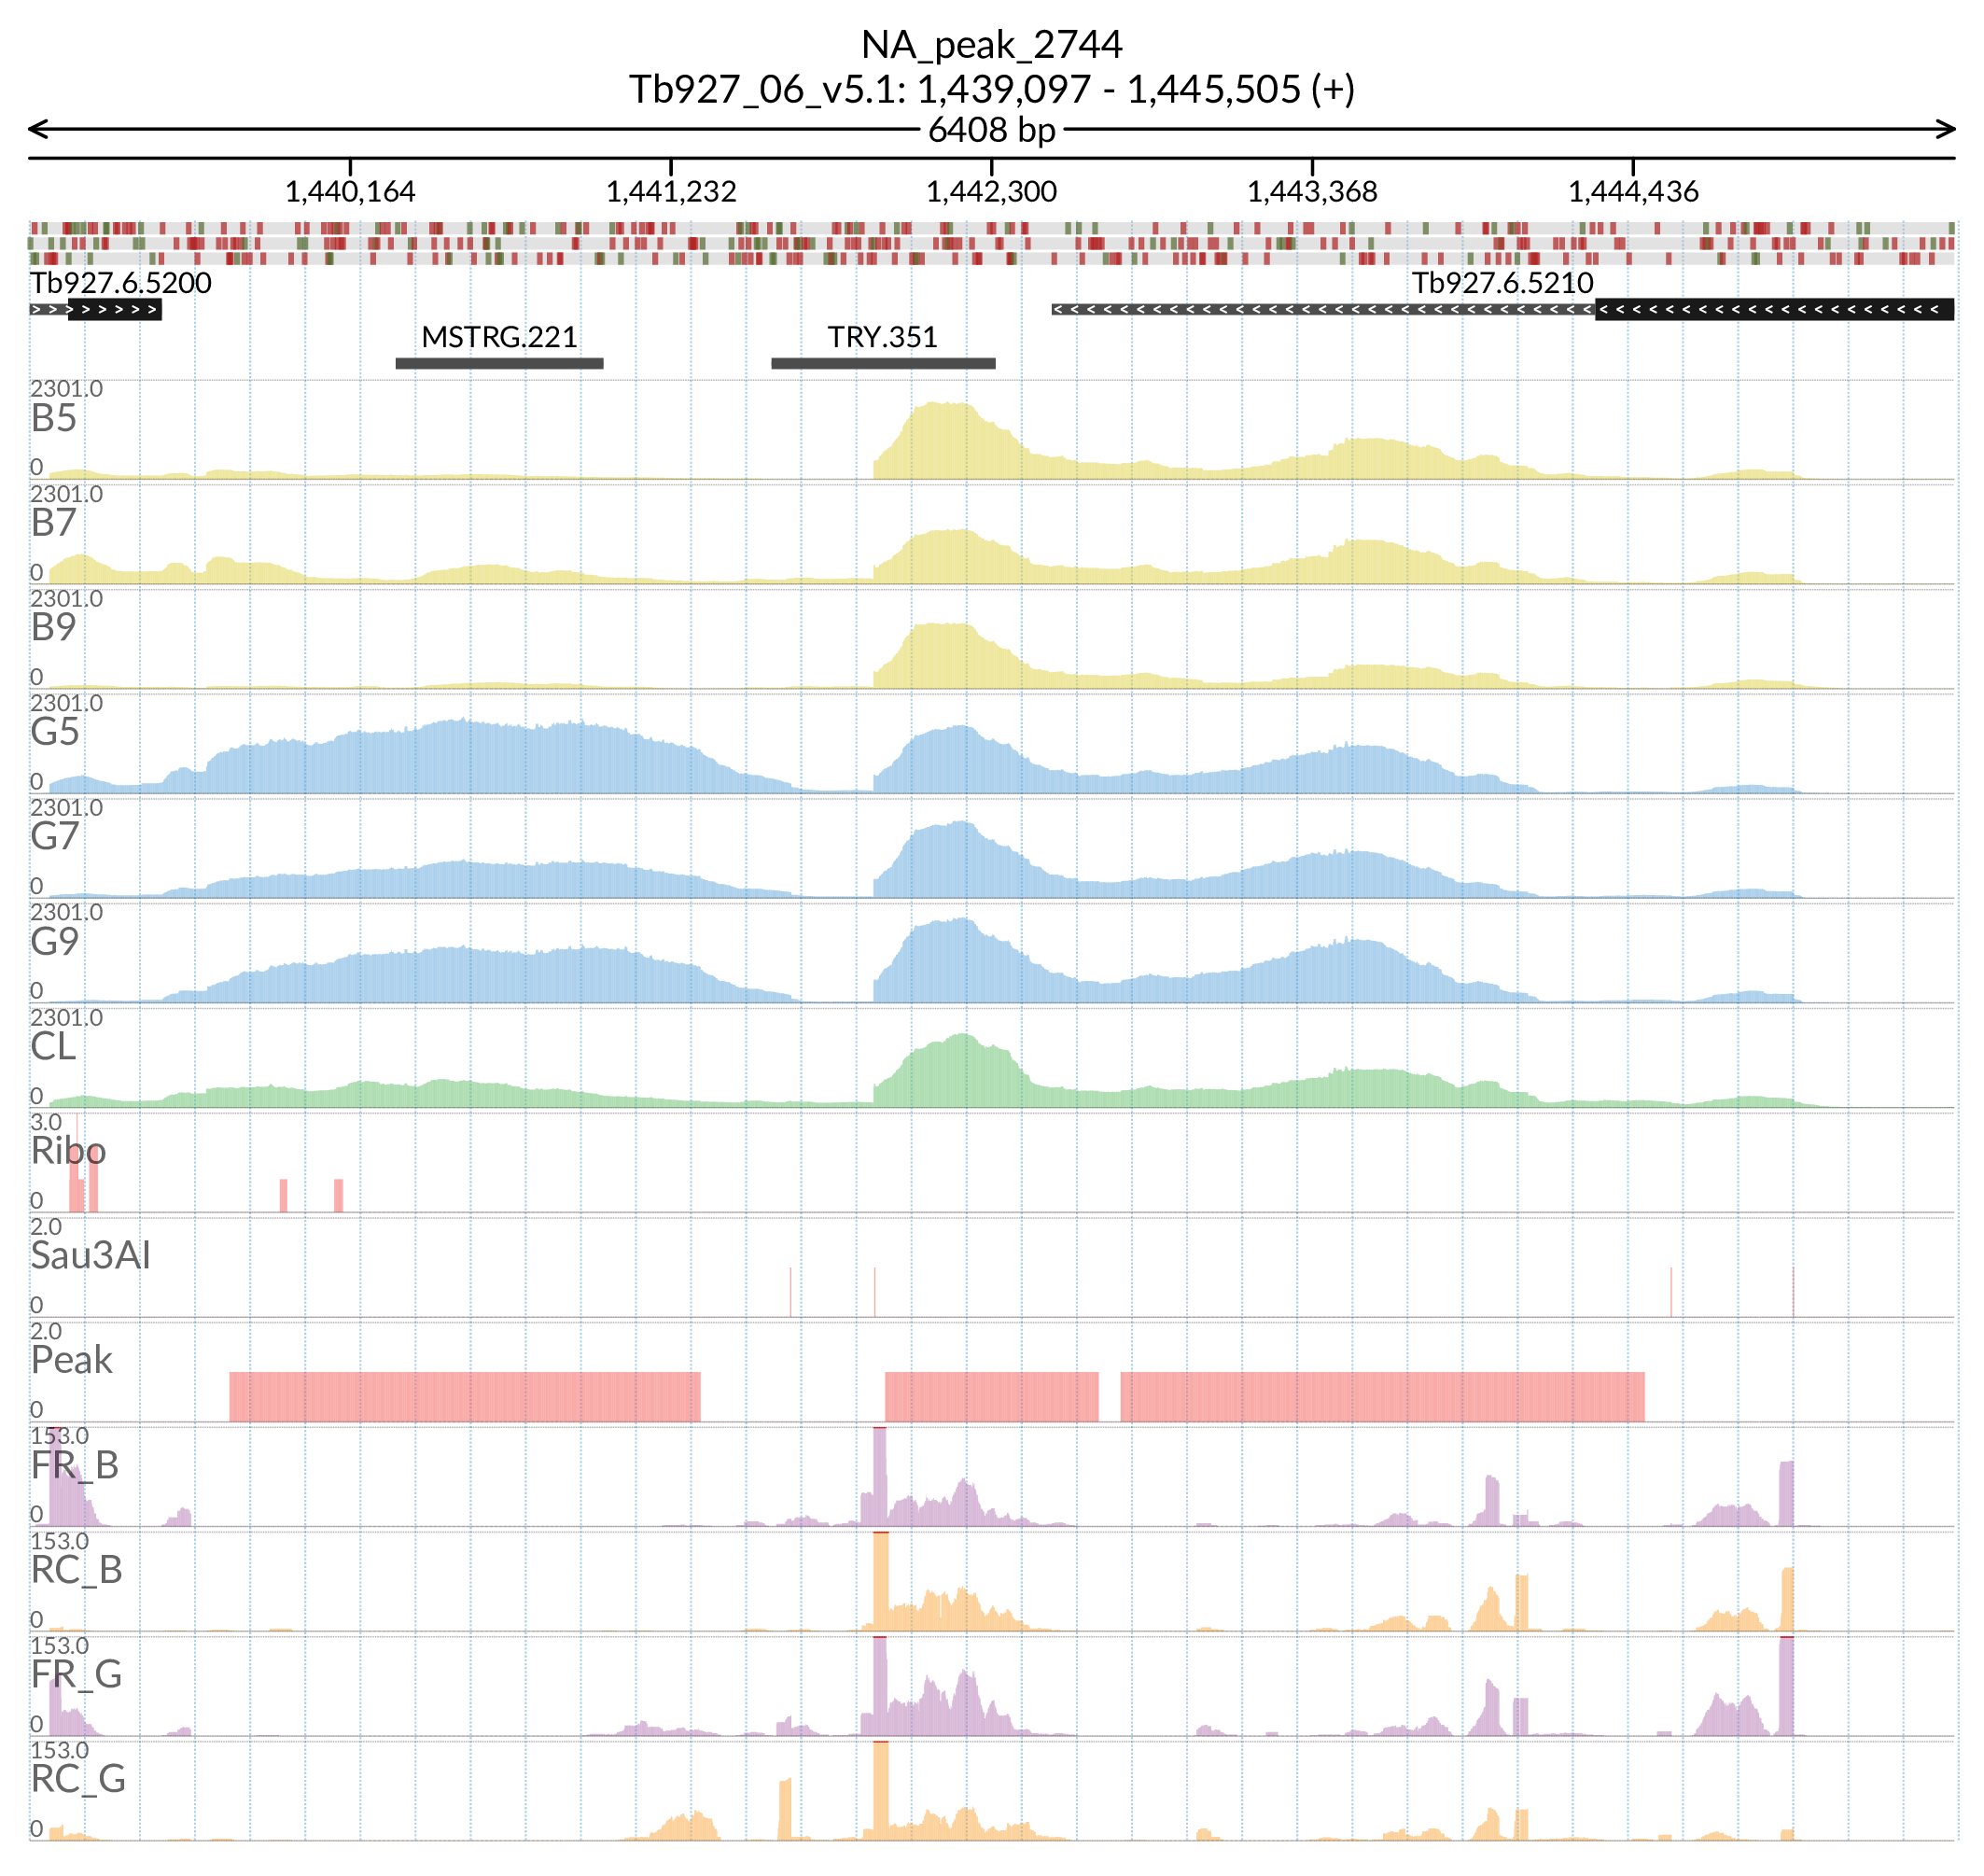 NA_peak_2744
Tb927_06_v5.1: 1,439,097 - 1,445,505 (+)
6408 bp
1,440,164 1,441,232 1,442,300 1,443,368 1,444,436
Tb927.6.5200 Tb927.6.5210
MSTRG.221 TRY.351
2301.0
B5
0
2301.0
B7
0
2301.0
B9
0
2301.0
G5
0
2301.0
G7
0
2301.0
G9
0
2301.0
CL
0
3.0
Ribo
0
2.0
Sau3AI
0
2.0
Peak
0
153.0
FR_B
0
153.0
RC_B
0
153.0
FR_G
0
153.0
RC_G
0